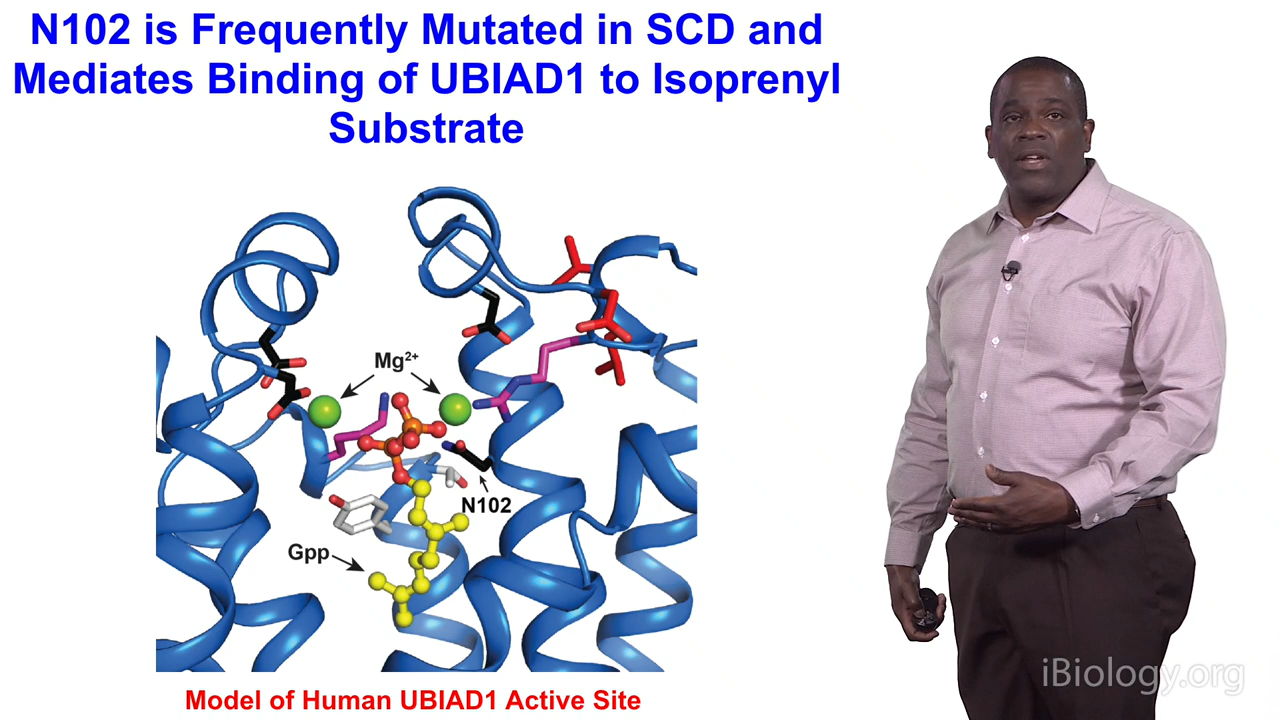 N102 is Frequently Mutated in SCD and
Mediates Binding of UBIAD1 to Isoprenyl
Substrate
Mg²⁺
N102
Gpp
Model of Human UBIAD1 Active Site
iBiology.org